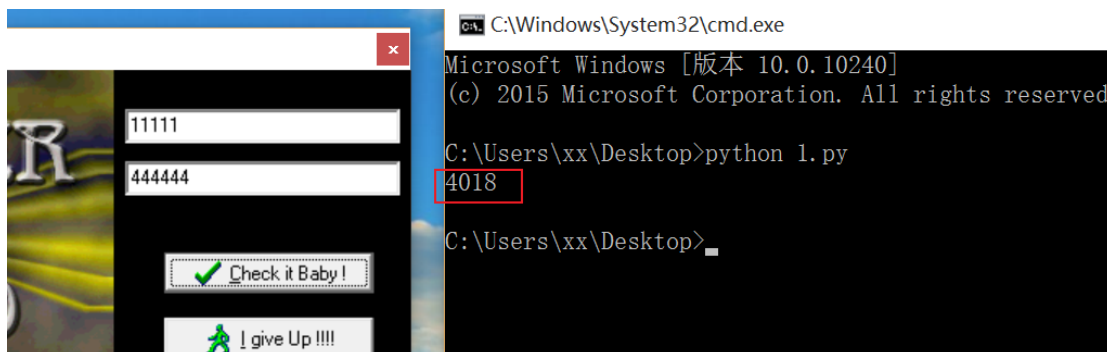 ER
11111
444444
Check it Baby !
I give Up !!!!
C:\Windows\System32\cmd.exe
Microsoft Windows [版本 10.0.10240]
(c) 2015 Microsoft Corporation. All rights reserved
C:\Users\xx\Desktop>python 1.py
4018
C:\Users\xx\Desktop>